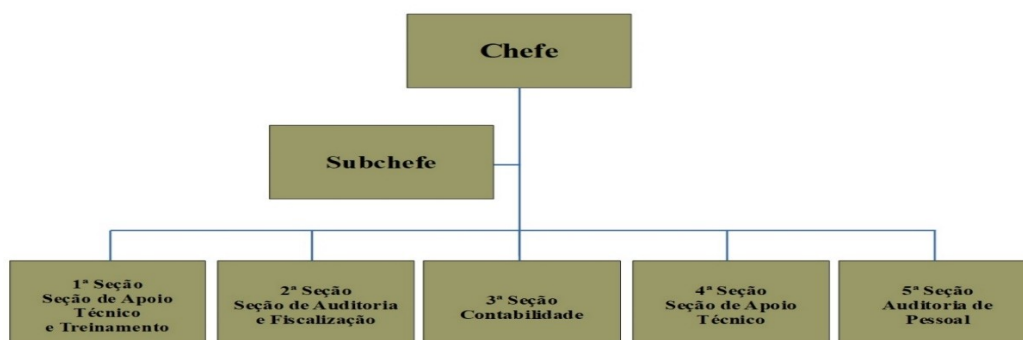 Chefe
Subchefe
1ª Seção
Seção de Apoio
Técnico
e Treinamento
2ª Seção
Seção de Auditoria
e Fiscalização
3ª Seção
Contabilidade
4ª Seção
Seção de Apoio
Técnico
5ª Seção
Auditoria de
Pessoal